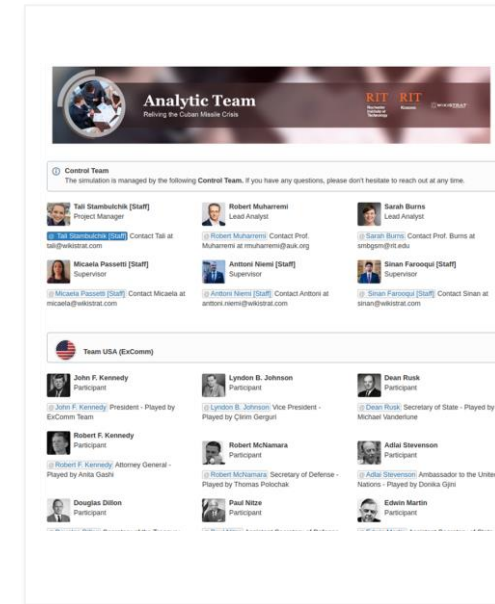 Analytic Team
Reliving the Cuban Missile Crisis
RIT
Rochester
Institute of
Technology
RIT
Kosovo
WIKISTRAT
Control Team
The simulation is managed by the following Control Team. If you have any questions, please don't hesitate to reach out at any time.
Tali Stambulchik [Staff]
Project Manager
@ Tali Stambulchik [Staff] Contact Tali at
tali@wikistrat.com
Robert Muharremi
Lead Analyst
@ Robert Muharremi Contact Prof.
Muharremi at rmuharremi@auk.org
Sarah Burns
Lead Analyst
@ Sarah Burns Contact Prof. Burns at
smbgsm@rit.edu
Micaela Passetti [Staff]
Supervisor
@ Micaela Passetti [Staff] Contact Micaela at
micaela@wikistrat.com
Anttoni Niemi [Staff]
Supervisor
@ Anttoni Niemi [Staff] Contact Anttoni at
anttoni.niemi@wikistrat.com
Sinan Farooqui [Staff]
Supervisor
@ Sinan Farooqui [Staff] Contact Sinan at
sinan@wikistrat.com
Team USA (ExComm)
John F. Kennedy
Participant
@ John F. Kennedy President - Played by
ExComm Team
Lyndon B. Johnson
Participant
@ Lyndon B. Johnson Vice President -
Played by Çlirim Gerguri
Dean Rusk
Participant
@ Dean Rusk Secretary of State - Played by
Michael Vanderlune
Robert F. Kennedy
Participant
@ Robert F. Kennedy Attorney General -
Played by Anita Gashi
Robert McNamara
Participant
@ Robert McNamara Secretary of Defense -
Played by Thomas Polochak
Adlai Stevenson
Participant
@ Adlai Stevenson Ambassador to the United
Nations - Played by Donika Gjini
Douglas Dillon
Participant
Paul Nitze
Participant
Edwin Martin
Participant